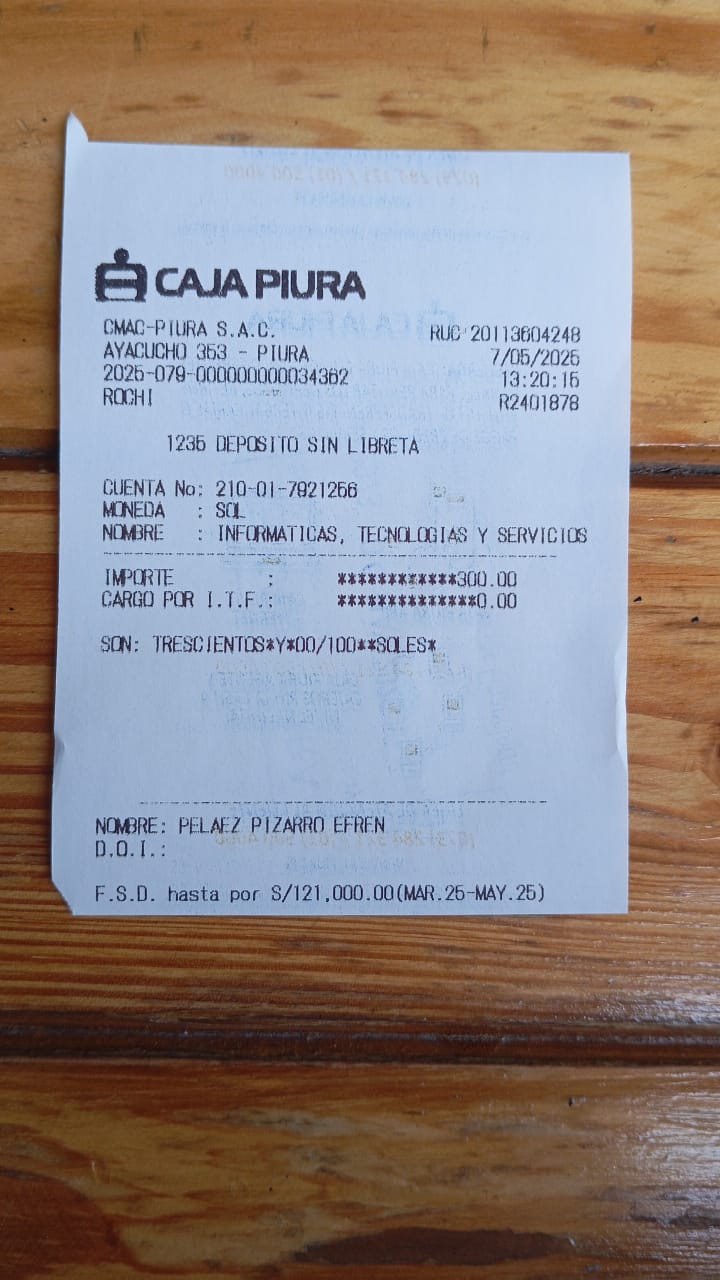 CAJA PIURA
CMAC-PIURA S.A.C. RUC 20113604248
AYACUCHO 353 - PIURA 7/05/2025
2025-079-000000000034362 13:20:15
ROCHI R2401878
1235 DEPOSITO SIN LIBRETA
CUENTA No: 210-01-7921256
MONEDA : SOL
NOMBRE : INFORMATICAS, TECNOLOGIAS Y SERVICIOS
IMPORTE : ************300.00
CARGO POR I.T.F.: **************0.00
SON: TRESCIENTOS*Y*00/100**SOLES*
NOMBRE: PELAEZ PIZARRO EFREN
D.O.I.:
F.S.D. hasta por S/121,000.00(MAR.25-MAY.25)